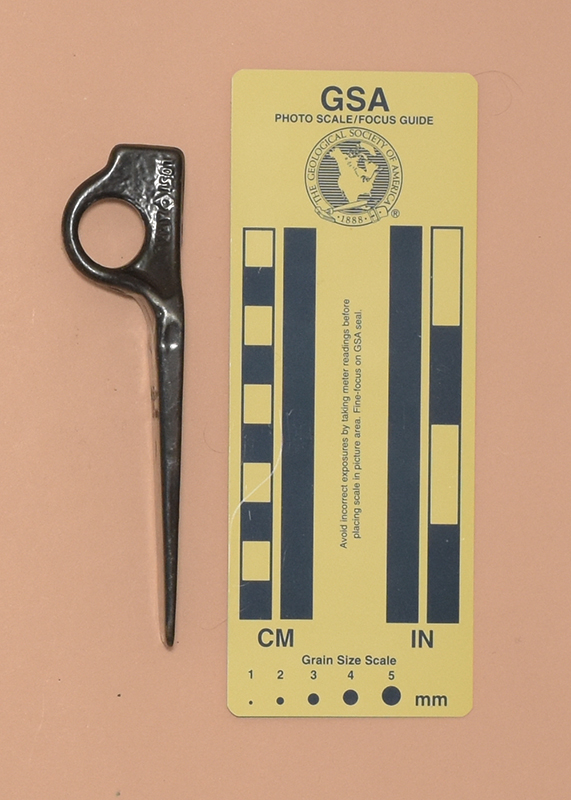 GSA
PHOTO SCALE/FOCUS GUIDE
THE GEOLOGICAL SOCIETY OF AMERICA
·1888·
®
Avoid incorrect exposures by taking meter readings before
placing scale in picture area. Fine-focus on GSA seal.
CM
IN
Grain Size Scale
1 2 3 4 5
mm